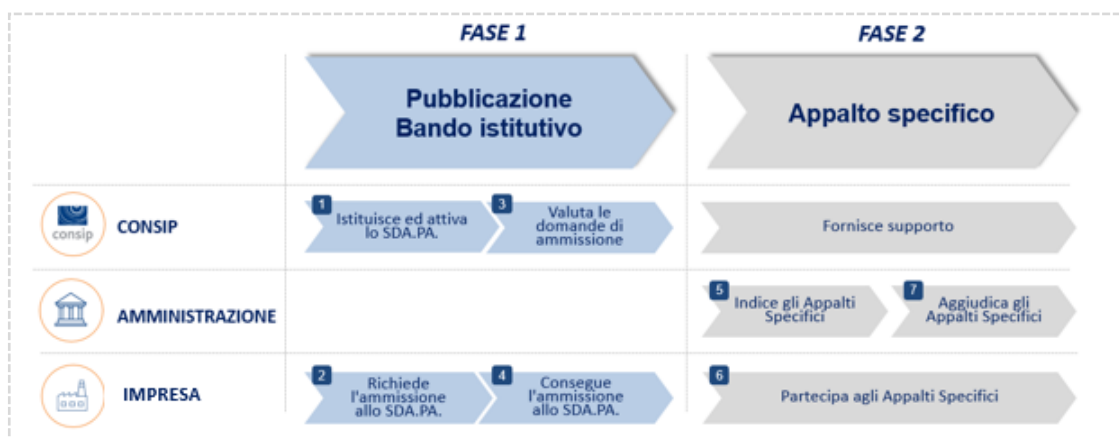 FASE 1
FASE 2
Pubblicazione
Bando istitutivo
Appalto specifico
consip
CONSIP
1
Istituisce ed attiva
lo SDA.PA.
3
Valuta le
domande di
ammissione
Fornisce supporto
AMMINISTRAZIONE
5
Indice gli Appalti
Specifici
7
Aggiudica gli
Appalti Specifici
IMPRESA
2
Richiede
l'ammissione
allo SDA.PA.
4
Consegue
l'ammissione
allo SDA.PA.
6
Partecipa agli Appalti Specifici